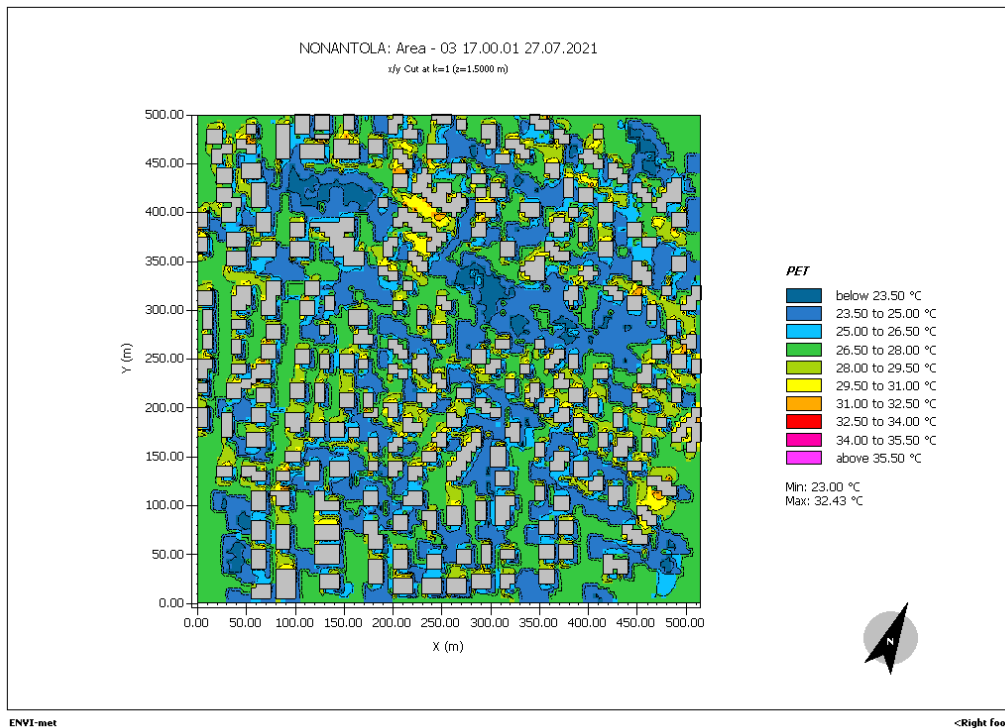 NONANTOLA: Area - 03 17.00.01 27.07.2021
x/y Cut at k=1 (z=1.5000 m)
500.00
450.00
400.00
350.00
300.00
250.00
200.00
150.00
100.00
50.00
0.00
Y (m)
0.00 50.00 100.00 150.00 200.00 250.00 300.00 350.00 400.00 450.00 500.00
X (m)
PET
below 23.50 °C
23.50 to 25.00 °C
25.00 to 26.50 °C
26.50 to 28.00 °C
28.00 to 29.50 °C
29.50 to 31.00 °C
31.00 to 32.50 °C
32.50 to 34.00 °C
34.00 to 35.50 °C
above 35.50 °C
Min: 23.00 °C
Max: 32.43 °C
N
ENVI-met
<Right foo